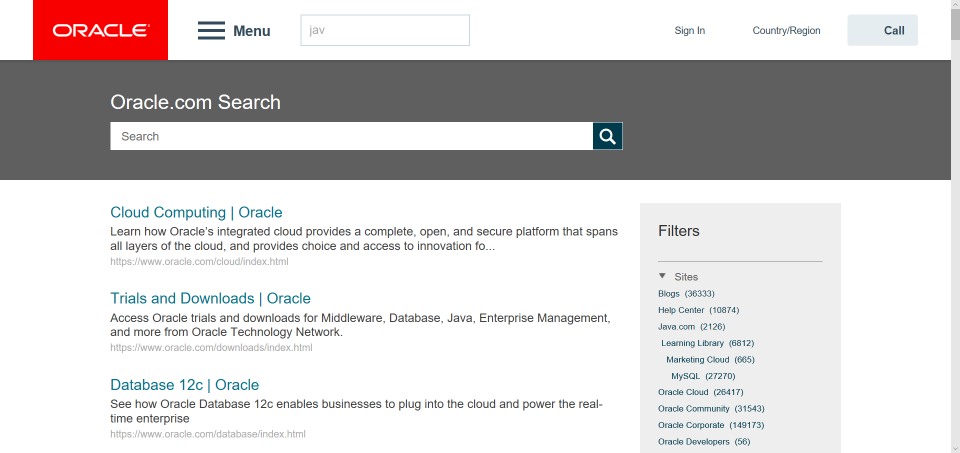 ORACLE
Menu
jav
Sign In
Country/Region
Call
Oracle.com Search
Search
Cloud Computing | Oracle
Learn how Oracle's integrated cloud provides a complete, open, and secure platform that spans
all layers of the cloud, and provides choice and access to innovation fo...
https://www.oracle.com/cloud/index.html
Trials and Downloads | Oracle
Access Oracle trials and downloads for Middleware, Database, Java, Enterprise Management,
and more from Oracle Technology Network.
https://www.oracle.com/downloads/index.html
Database 12c | Oracle
See how Oracle Database 12c enables businesses to plug into the cloud and power the real-
time enterprise
https://www.oracle.com/database/index.html
Filters
Sites
Blogs (36333)
Help Center (10874)
Java.com (2126)
Learning Library (6812)
Marketing Cloud (665)
MySQL (27270)
Oracle Cloud (26417)
Oracle Community (31543)
Oracle Corporate (149173)
Oracle Developers (56)